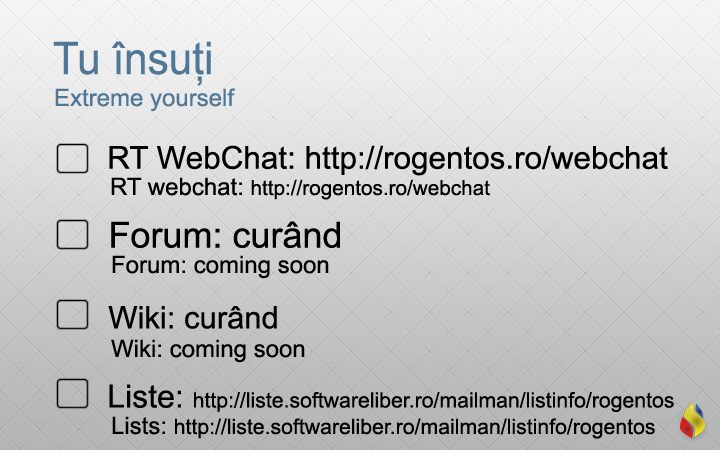 Tu însuți
Extreme yourself
RT WebChat: http://rogentos.ro/webchat
RT webchat: http://rogentos.ro/webchat
Forum: curând
Forum: coming soon
Wiki: curând
Wiki: coming soon
Liste: http://liste.softwareliber.ro/mailman/listinfo/rogentos
Lists: http://liste.softwareliber.ro/mailman/listinfo/rogentos